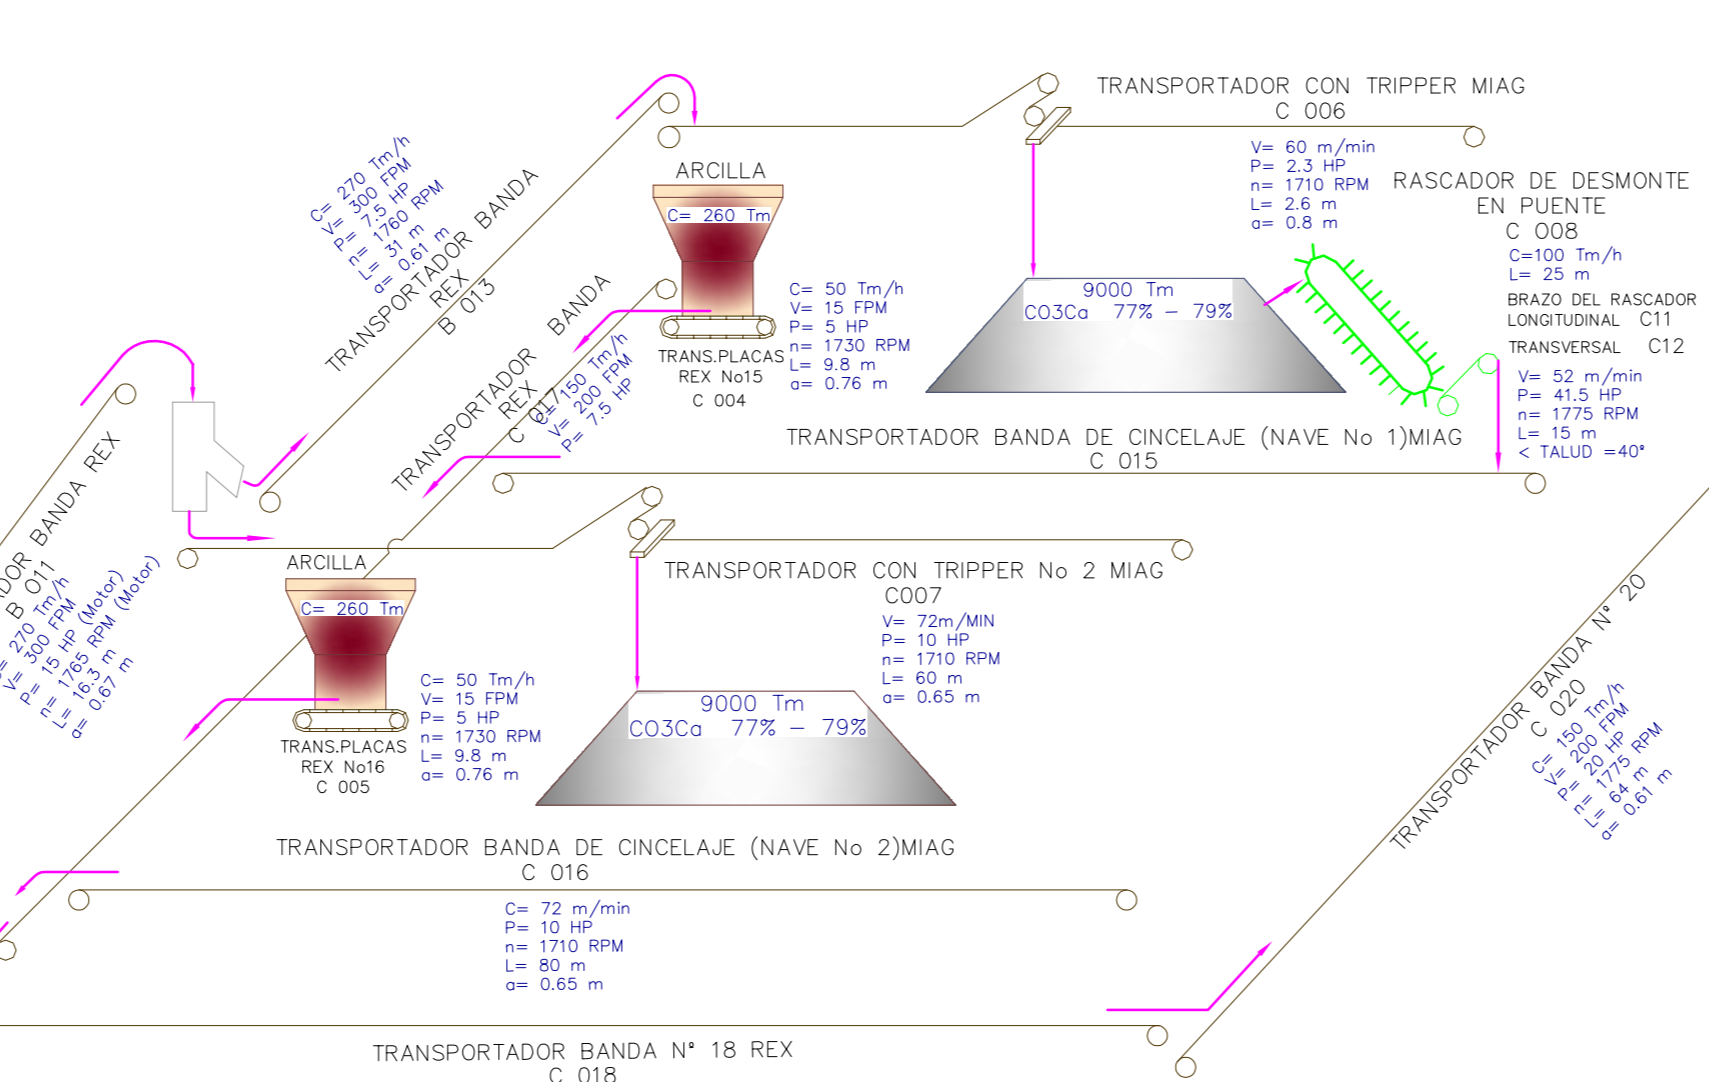 TRANSPORTADOR CON TRIPPER MIAG
C 006
V= 60 m/min
P= 2.3 HP
n= 1710 RPM
L= 2.6 m
a= 0.8 m
RASCADOR DE DESMONTE
EN PUENTE
C 008
C=100 Tm/h
L= 25 m
BRAZO DEL RASCADOR
LONGITUDINAL C11
TRANSVERSAL C12
V= 52 m/min
P= 41.5 HP
n= 1775 RPM
L= 15 m
< TALUD =40°
C= 270 Tm/h
V= 300 FPM
P= 7.5 HP
n= 1760 RPM
L= 31 m
a= 0.61 m
TRANSPORTADOR BANDA
REX
B 013
ARCILLA
C= 260 Tm
C= 50 Tm/h
V= 15 FPM
P= 5 HP
n= 1730 RPM
L= 9.8 m
a= 0.76 m
TRANS.PLACAS
REX No15
C 004
9000 Tm
CO3Ca 77% - 79%
TRANSPORTADOR BANDA
REX
C 017
C= 150 Tm/h
V= 200 FPM
P= 7.5 HP
TRANSPORTADOR BANDA DE CINCELAJE (NAVE No 1)MIAG
C 015
BANDA REX
B 011
270 Tm/h
V= 300 FPM
P= 15 HP (Motor)
n= 1765 RPM (Motor)
L= 16.3 m
a= 0.67 m
ARCILLA
C= 260 Tm
C= 50 Tm/h
V= 15 FPM
P= 5 HP
n= 1730 RPM
L= 9.8 m
a= 0.76 m
TRANS.PLACAS
REX No16
C 005
TRANSPORTADOR CON TRIPPER No 2 MIAG
C007
V= 72m/MIN
P= 10 HP
n= 1710 RPM
L= 60 m
a= 0.65 m
9000 Tm
CO3Ca 77% - 79%
TRANSPORTADOR BANDA N° 20
C 020
C= 150 Tm/h
V= 200 FPM
P= 20 HP
n= 1775 RPM
L= 64 m
a= 0.61 m
TRANSPORTADOR BANDA DE CINCELAJE (NAVE No 2)MIAG
C 016
C= 72 m/min
P= 10 HP
n= 1710 RPM
L= 80 m
a= 0.65 m
TRANSPORTADOR BANDA N° 18 REX
C 018